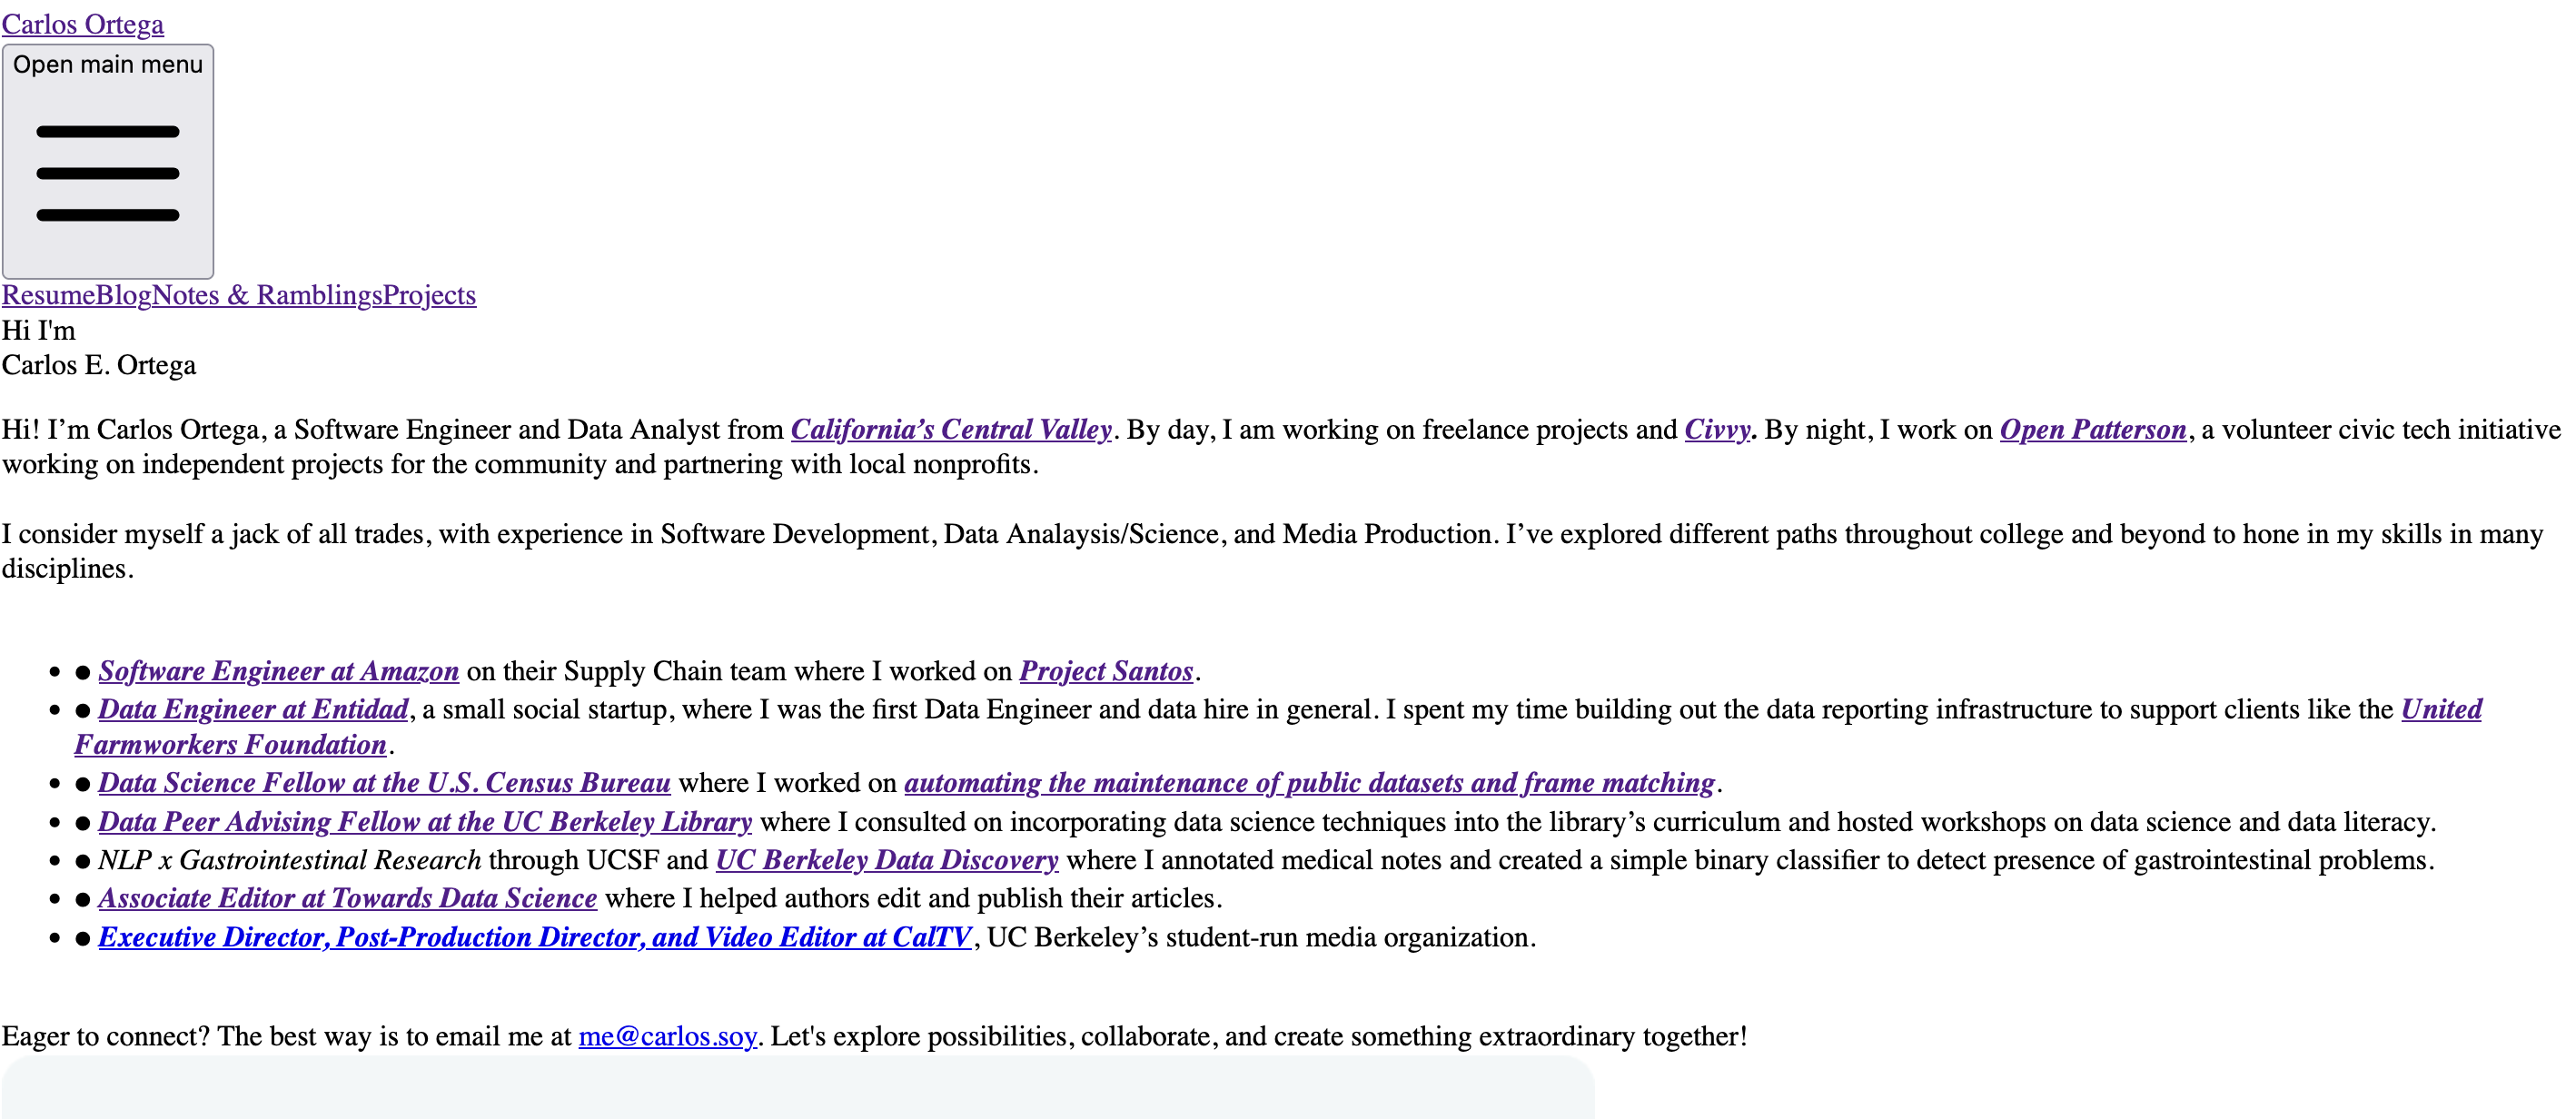 Carlos Ortega
Open main menu
ResumeBlogNotes & RamblingsProjects
Hi I'm
Carlos E. Ortega
Hi! I’m Carlos Ortega, a Software Engineer and Data Analyst from California’s Central Valley. By day, I am working on freelance projects and Civvy. By night, I work on Open Patterson, a volunteer civic tech initiative
working on independent projects for the community and partnering with local nonprofits.
I consider myself a jack of all trades, with experience in Software Development, Data Analaysis/Science, and Media Production. I’ve explored different paths throughout college and beyond to hone in my skills in many
disciplines.
• ● Software Engineer at Amazon on their Supply Chain team where I worked on Project Santos.
• ● Data Engineer at Entidad, a small social startup, where I was the first Data Engineer and data hire in general. I spent my time building out the data reporting infrastructure to support clients like the United
Farmworkers Foundation.
• ● Data Science Fellow at the U.S. Census Bureau where I worked on automating the maintenance of public datasets and frame matching.
• ● Data Peer Advising Fellow at the UC Berkeley Library where I consulted on incorporating data science techniques into the library’s curriculum and hosted workshops on data science and data literacy.
• ● NLP x Gastrointestinal Research through UCSF and UC Berkeley Data Discovery where I annotated medical notes and created a simple binary classifier to detect presence of gastrointestinal problems.
• ● Associate Editor at Towards Data Science where I helped authors edit and publish their articles.
• ● Executive Director, Post-Production Director, and Video Editor at CalTV, UC Berkeley’s student-run media organization.
Eager to connect? The best way is to email me at me@carlos.soy. Let's explore possibilities, collaborate, and create something extraordinary together!